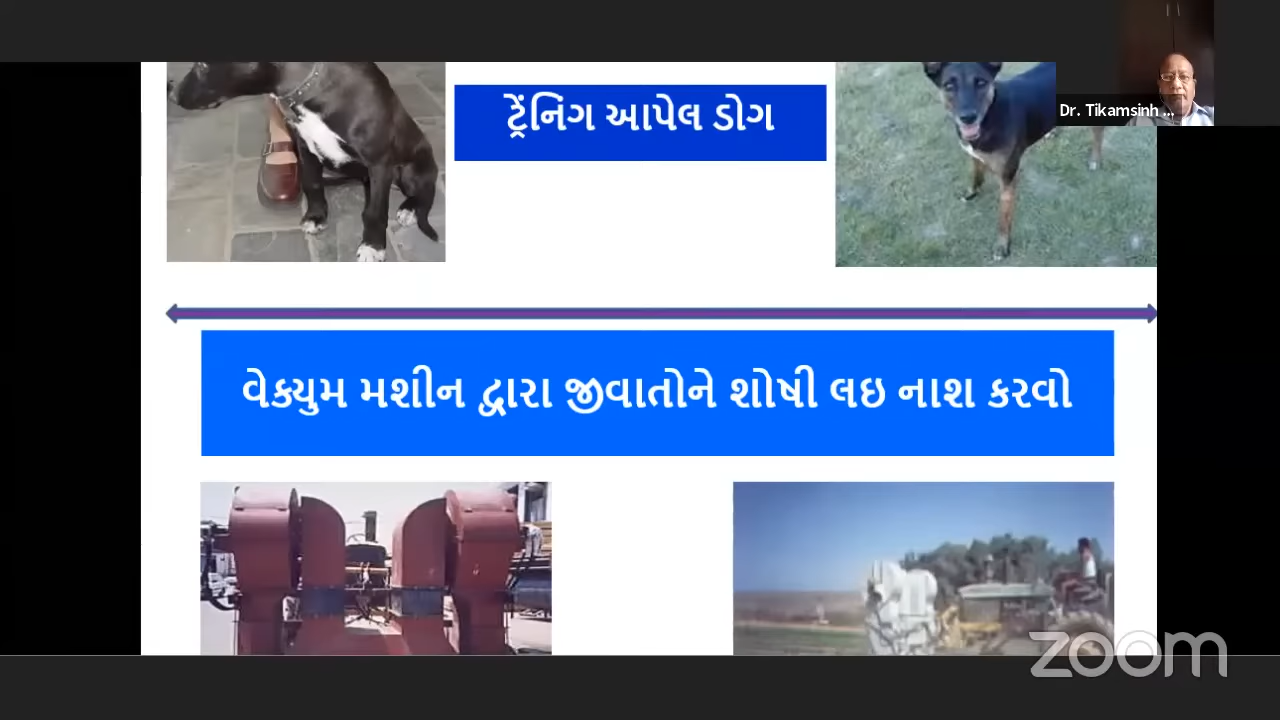 ટ્રેંનિગ આપેલ ડોગ
Dr. Tikamsinh ...
વેક્યુમ મશીન દ્વારા જીવાતોને શોષી લઇ નાશ કરવો
zoom